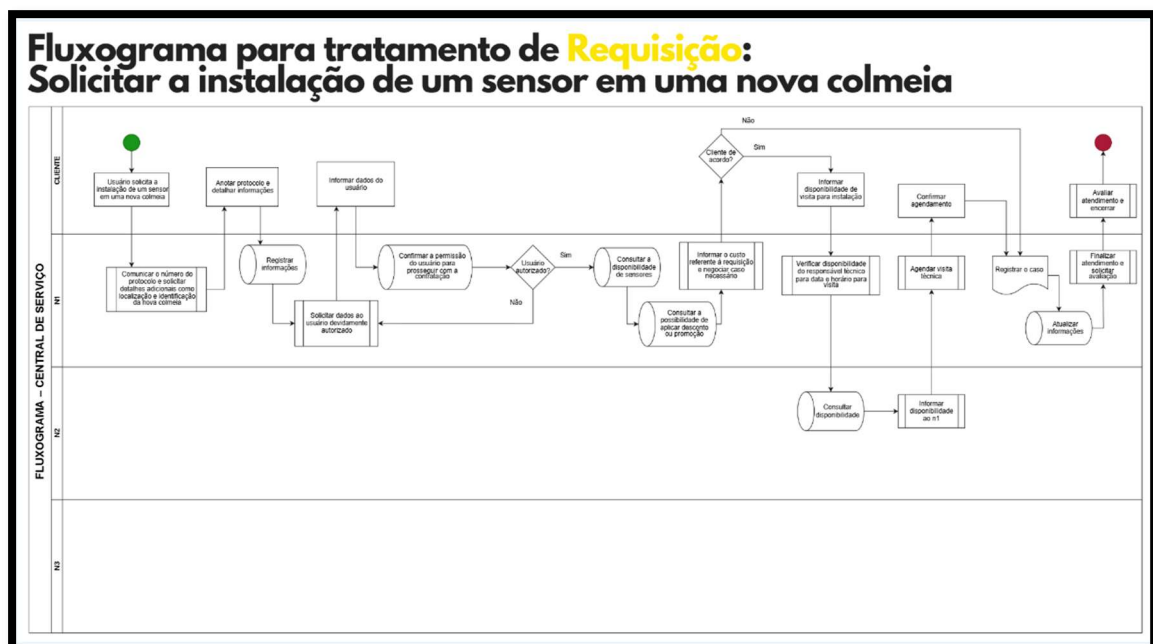 Fluxograma para tratamento de Requisição:
Solicitar a instalação de um sensor em uma nova colmeia
FLUXOGRAMA – CENTRAL DE SERVIÇO
CLIENTE
Usuário solicita a
instalação de um sensor
em uma nova colmeia
Anotar protocolo e
detalhar informações
Informar dados do
usuário
Cliente de
acordo?
Não
Sim
Informar
disponibilidade de
visita para instalação
Confirmar
agendamento
Avaliar
atendimento e
encerrar
N1
Comunicar o número do
protocolo e solicitar
detalhes adicionais como
localização e identificação
da nova colmeia
Registrar
informações
Solicitar dados ao
usuário devidamente
autorizado
Confirmar a permissão
do usuário para
prosseguir com a
contratação
Usuário
autorizado?
Sim
Não
Consultar a
disponibilidade
de sensores
Consultar a
possibilidade de
aplicar desconto
ou promoção
Informar o custo
referente à requisição
e negociar caso
necessário
Verificar disponibilidade
do responsável técnico
para data e horário para
visita
Agendar visita
técnica
Registrar o caso
Atualizar
informações
Finalizar
atendimento e
solicitar
avaliação
N2
Consultar
disponibilidade
Informar
disponibilidade
ao n1
N3